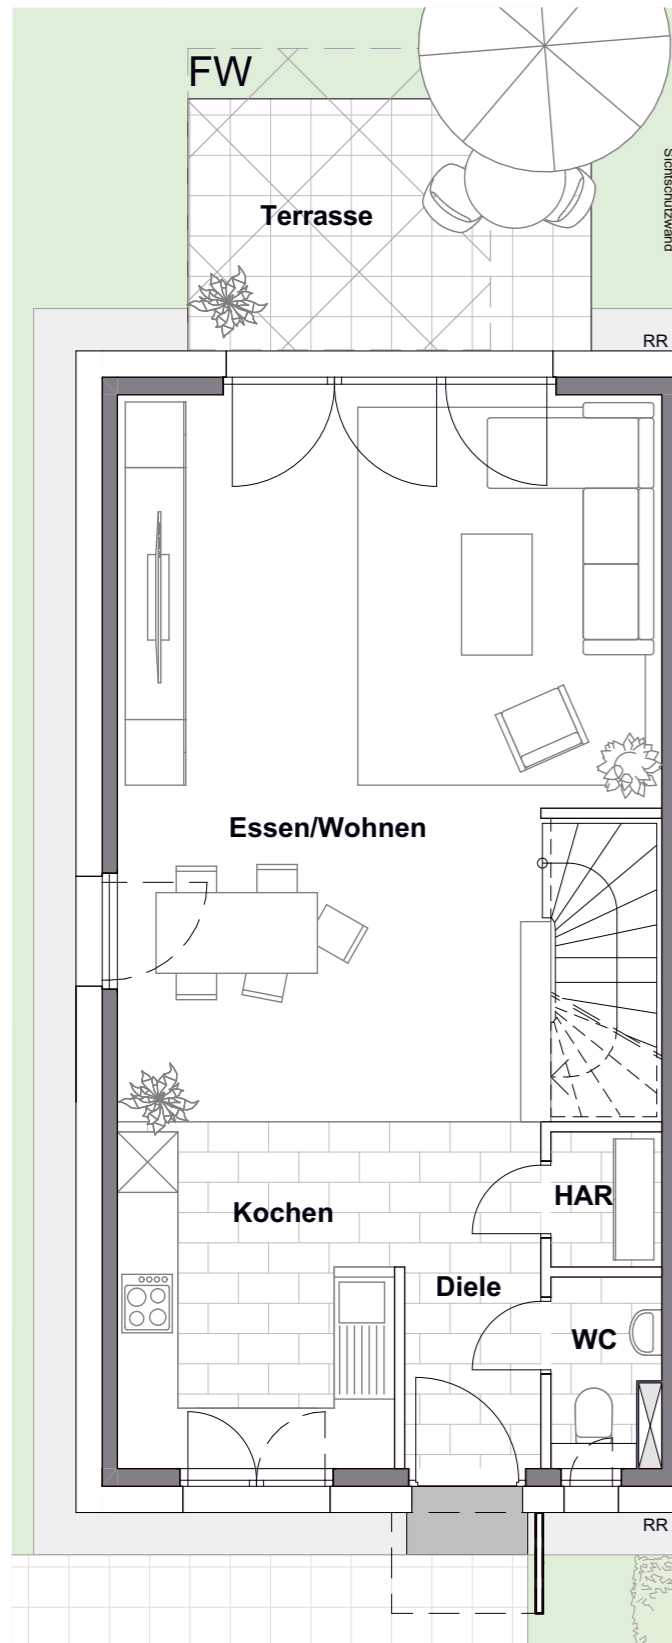 FW
Sichtschutzwand
Terrasse
RR
Essen/Wohnen
HAR
Kochen
Diele
WC
RR